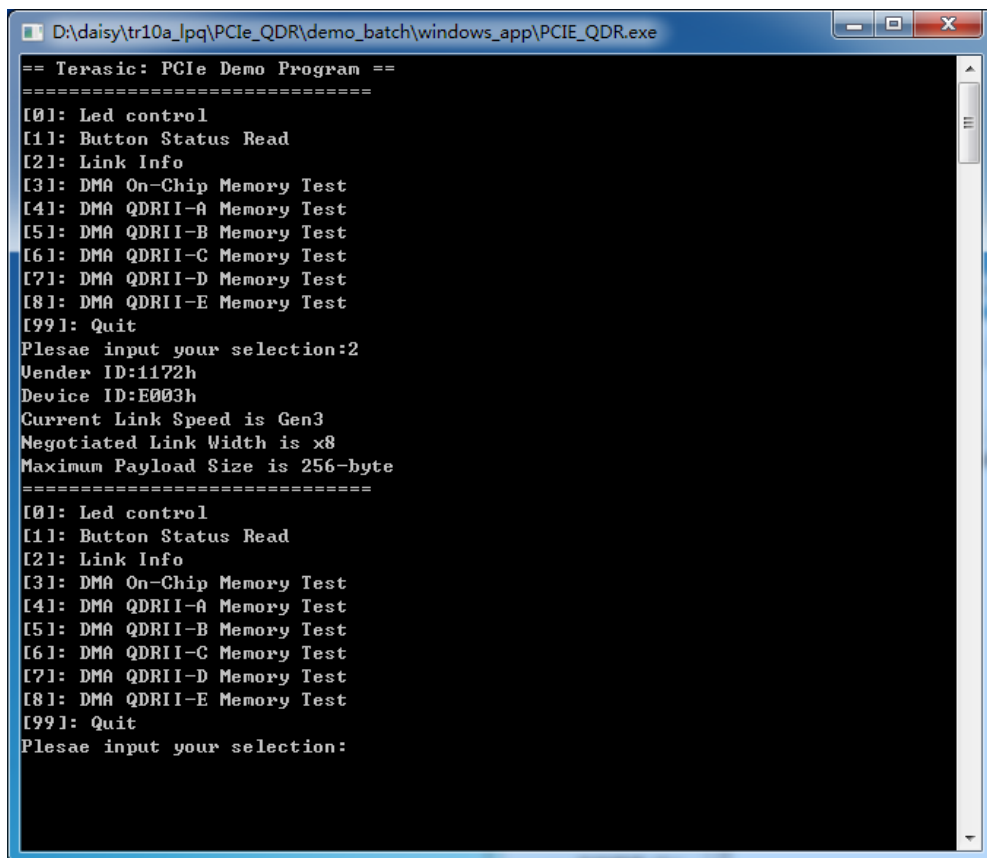 D:\daisy\tr10a_lpq\PCIe_QDR\demo_batch\windows_app\PCIE_QDR.exe
== Terasic: PCIe Demo Program ==
==============================
[0]: Led control
[1]: Button Status Read
[2]: Link Info
[3]: DMA On-Chip Memory Test
[4]: DMA QDRII-A Memory Test
[5]: DMA QDRII-B Memory Test
[6]: DMA QDRII-C Memory Test
[7]: DMA QDRII-D Memory Test
[8]: DMA QDRII-E Memory Test
[99]: Quit
Plesae input your selection:2
Vender ID:1172h
Device ID:E003h
Current Link Speed is Gen3
Negotiated Link Width is x8
Maximum Payload Size is 256-byte
==============================
[0]: Led control
[1]: Button Status Read
[2]: Link Info
[3]: DMA On-Chip Memory Test
[4]: DMA QDRII-A Memory Test
[5]: DMA QDRII-B Memory Test
[6]: DMA QDRII-C Memory Test
[7]: DMA QDRII-D Memory Test
[8]: DMA QDRII-E Memory Test
[99]: Quit
Plesae input your selection: